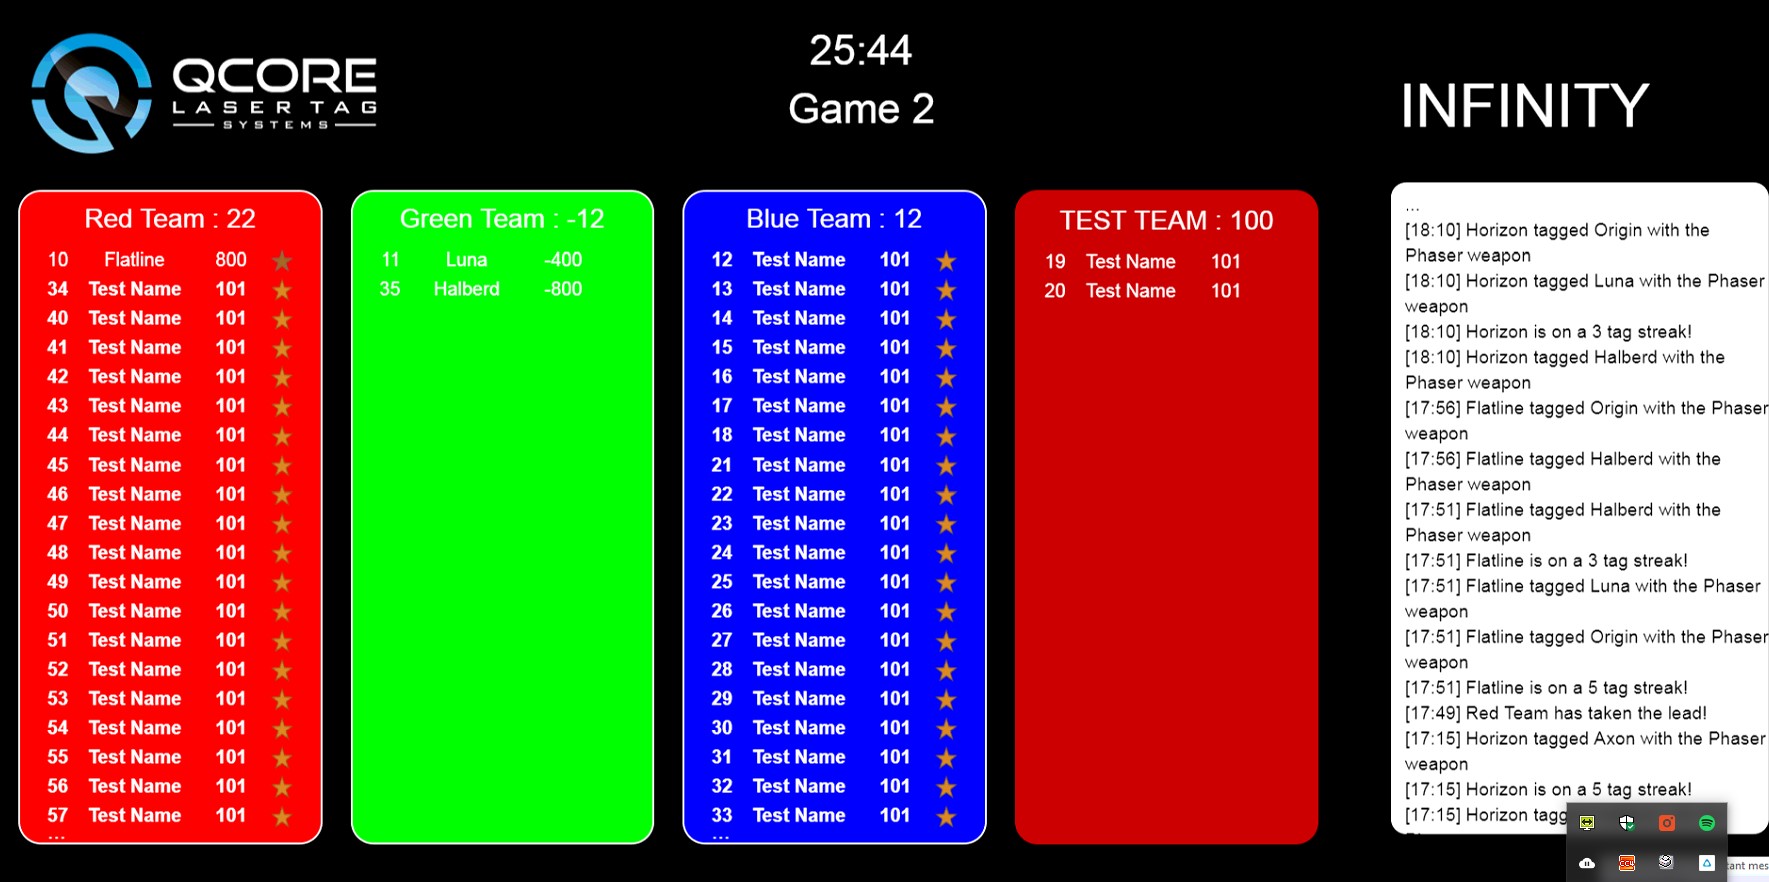 QCORE
LASER TAG
SYSTEMS
25:44
Game 2
INFINITY
Red Team : 22
10 Flatline 800
34 Test Name 101
40 Test Name 101
41 Test Name 101
42 Test Name 101
43 Test Name 101
44 Test Name 101
45 Test Name 101
46 Test Name 101
47 Test Name 101
48 Test Name 101
49 Test Name 101
50 Test Name 101
51 Test Name 101
52 Test Name 101
53 Test Name 101
54 Test Name 101
55 Test Name 101
56 Test Name 101
57 Test Name 101
...
Green Team : -12
11 Luna -400
35 Halberd -800
Blue Team : 12
12 Test Name 101
13 Test Name 101
14 Test Name 101
15 Test Name 101
16 Test Name 101
17 Test Name 101
18 Test Name 101
21 Test Name 101
22 Test Name 101
23 Test Name 101
24 Test Name 101
25 Test Name 101
26 Test Name 101
27 Test Name 101
28 Test Name 101
29 Test Name 101
30 Test Name 101
31 Test Name 101
32 Test Name 101
33 Test Name 101
...
TEST TEAM : 100
19 Test Name 101
20 Test Name 101
...
[18:10] Horizon tagged Origin with the
Phaser weapon
[18:10] Horizon tagged Luna with the Phaser
weapon
[18:10] Horizon is on a 3 tag streak!
[18:10] Horizon tagged Halberd with the
Phaser weapon
[17:56] Flatline tagged Origin with the Phaser
weapon
[17:56] Flatline tagged Halberd with the
Phaser weapon
[17:51] Flatline tagged Halberd with the
Phaser weapon
[17:51] Flatline is on a 3 tag streak!
[17:51] Flatline tagged Luna with the Phaser
weapon
[17:51] Flatline tagged Origin with the Phaser
weapon
[17:51] Flatline is on a 5 tag streak!
[17:49] Red Team has taken the lead!
[17:15] Horizon tagged Axon with the Phaser
weapon
[17:15] Horizon is on a 5 tag streak!
[17:15] Horizon tagg
tant mes